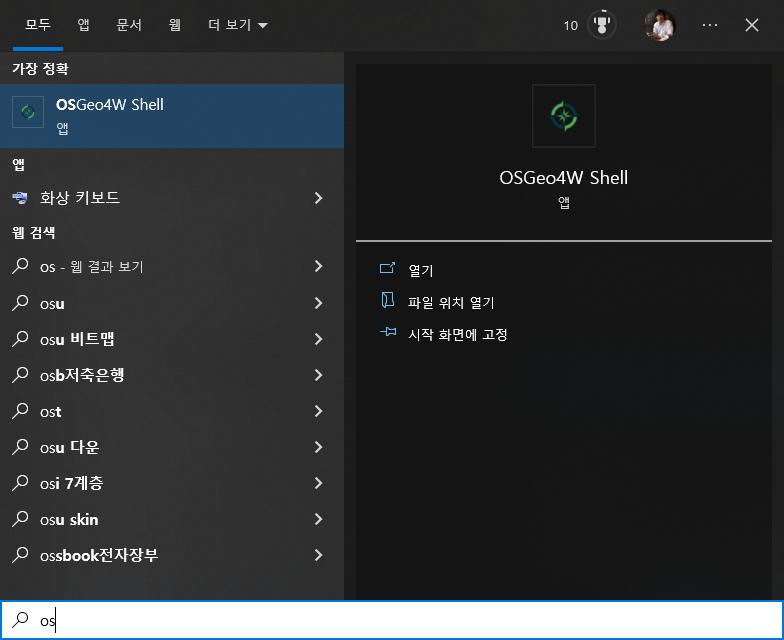 모두 앱 문서 웹 더 보기 10 ...
가장 정확
OSGeo4W Shell
앱
앱
화상 키보드
웹 검색
os - 웹 결과 보기
osu
osu 비트맵
osb저축은행
ost
osu 다운
osi 7계층
osu skin
ossbook전자장부
OSGeo4W Shell
앱
열기
파일 위치 열기
시작 화면에 고정
os